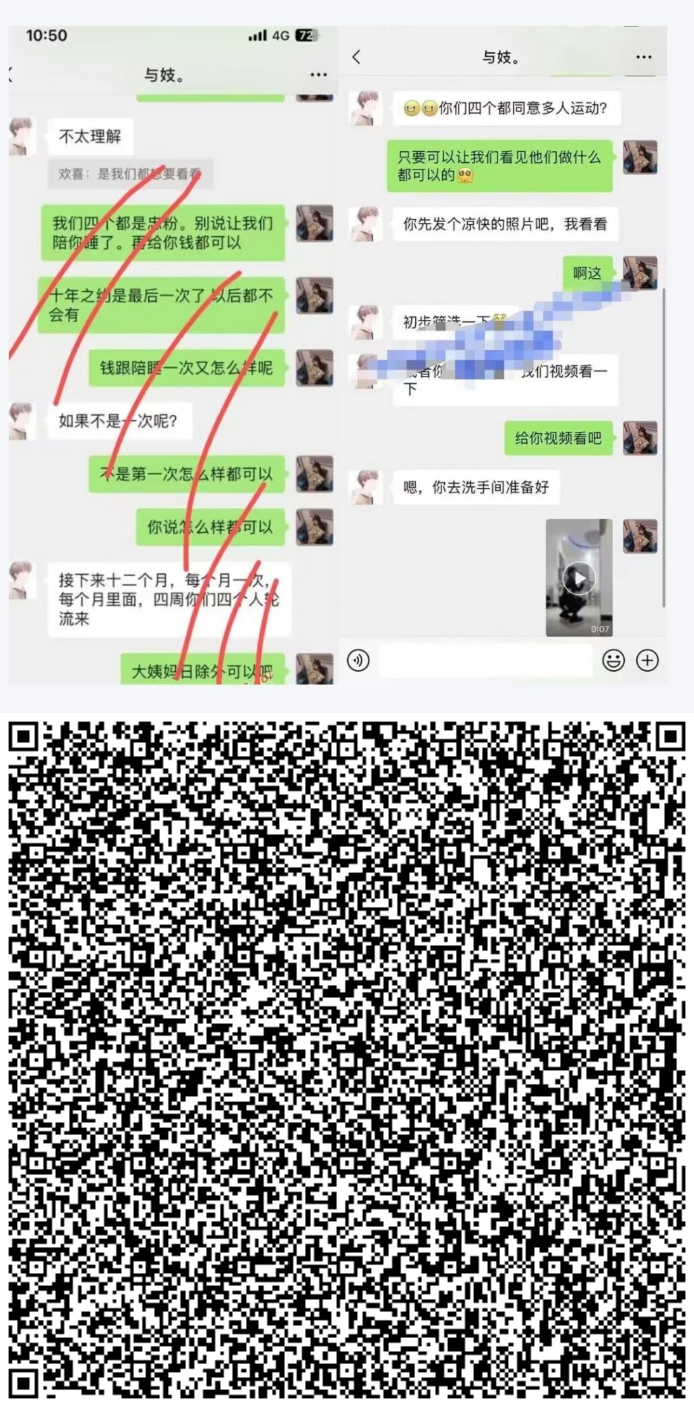 10:50
4G 72
与妓。
不太理解
欢喜：是我们都想要看看
我们四个都是忠粉。别说让我们
陪你睡了。再给你钱都可以
十年之约是最后一次了 以后都不
会有
钱跟陪睡一次又怎么样呢
如果不是一次呢?
不是第一次怎么样都可以
你说怎么样都可以
接下来十二个月，每个月一次，
每个月里面，四周你们四个人轮
流来
大姨妈日除外可以吧
与妓。
你们四个都同意多人运动?
只要可以让我们看见他们做什么
都可以的
你先发个凉快的照片吧，我看看
啊这
初步筛选一下
我们视频看一
下
给你视频看吧
嗯，你去洗手间准备好
0:07